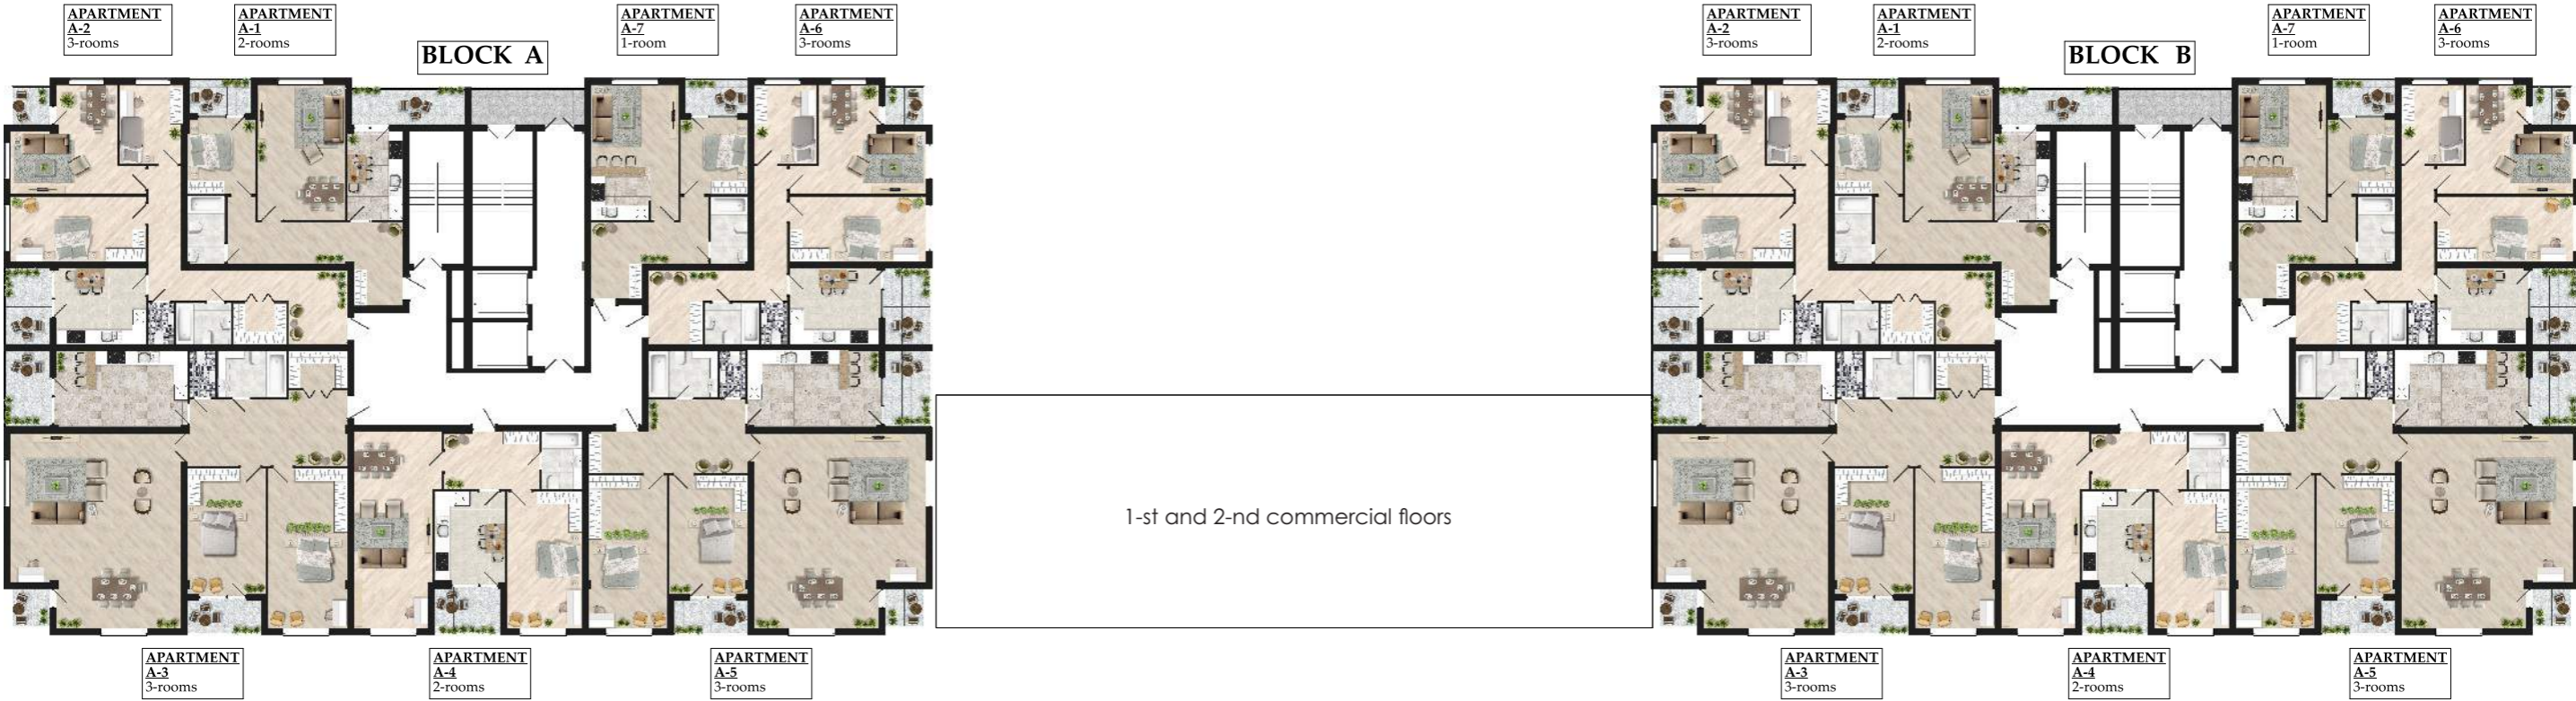 APARTMENT
A-2
3-rooms
APARTMENT
A-1
2-rooms
BLOCK A
APARTMENT
A-7
1-room
APARTMENT
A-6
3-rooms
APARTMENT
A-2
3-rooms
APARTMENT
A-1
2-rooms
BLOCK B
APARTMENT
A-7
1-room
APARTMENT
A-6
3-rooms
1-st and 2-nd commercial floors
APARTMENT
A-3
3-rooms
APARTMENT
A-4
2-rooms
APARTMENT
A-5
3-rooms
APARTMENT
A-3
3-rooms
APARTMENT
A-4
2-rooms
APARTMENT
A-5
3-rooms